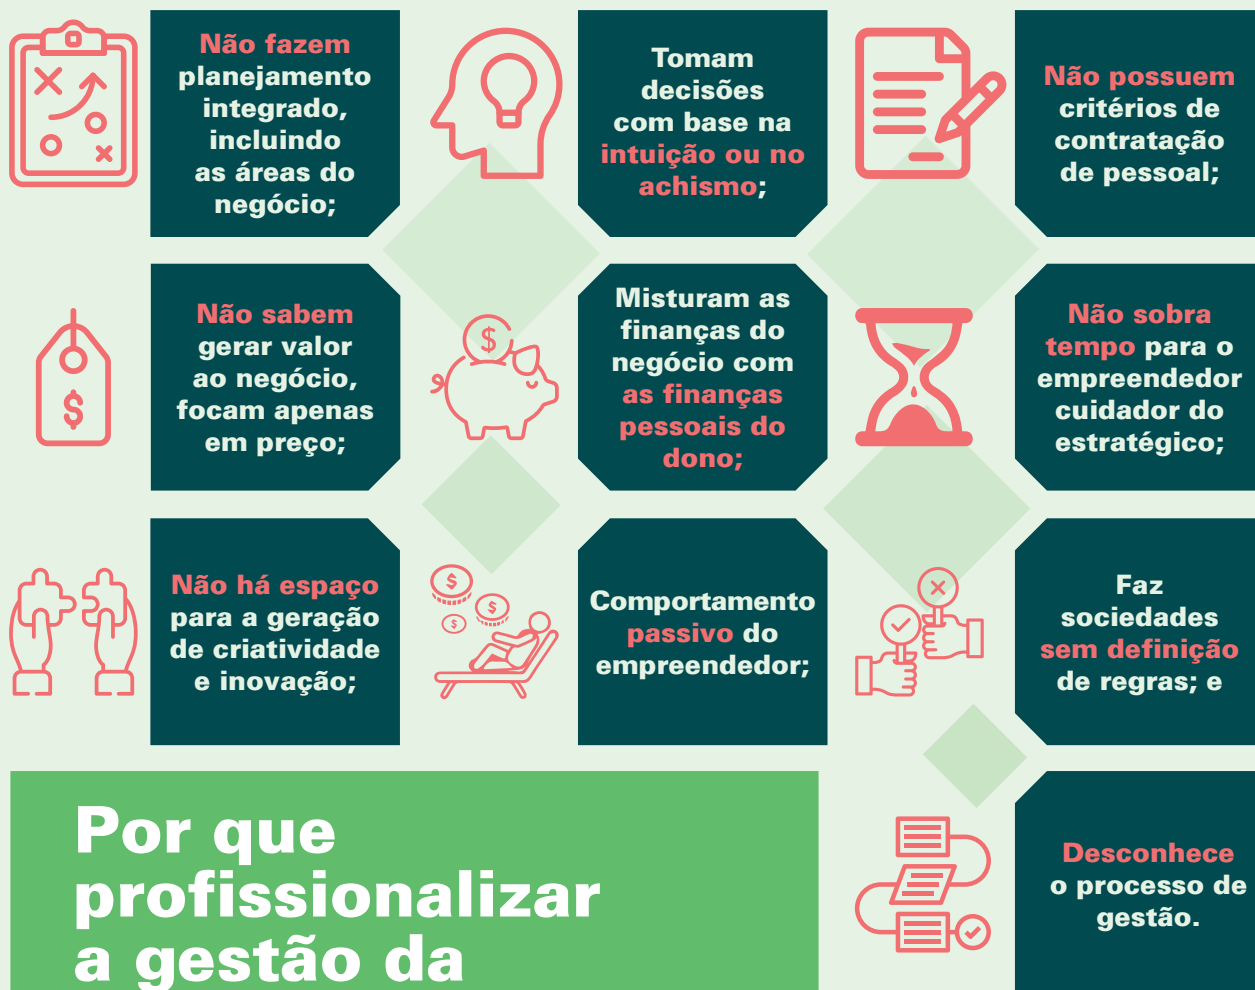 Não fazem
planejamento
integrado,
incluindo
as áreas do
negócio;
Tomam
decisões
com base na
intuição ou no
achismo;
Não possuem
critérios de
contratação
de pessoal;
Não sabem
gerar valor
ao negócio,
focam apenas
em preço;
Misturam as
finanças do
negócio com
as finanças
pessoais do
dono;
Não sobra
tempo para o
empreendedor
cuidador do
estratégico;
Não há espaço
para a geração
de criatividade
e inovação;
Comportamento
passivo do
empreendedor;
Faz
sociedades
sem definição
de regras; e
Desconhece
o processo de
gestão.
Por que
profissionalizar
a gestão da